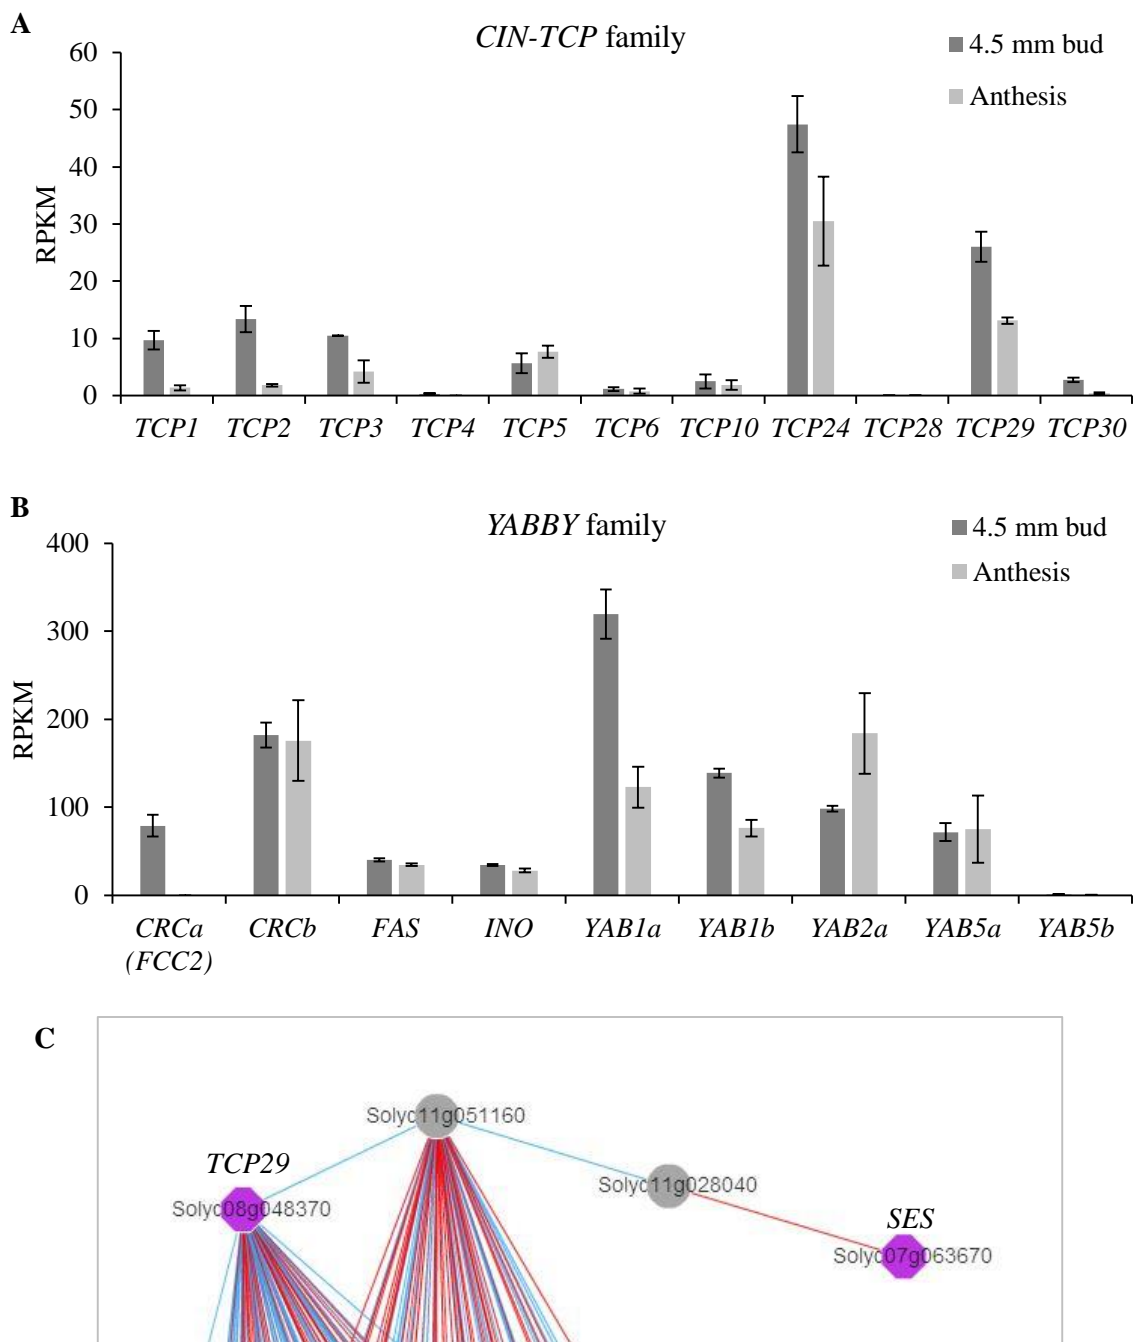 A
CIN-TCP family
4.5 mm bud
Anthesis
60
50
40
30
20
10
0
RPKM
TCP1 TCP2 TCP3 TCP4 TCP5 TCP6 TCP10 TCP24 TCP28 TCP29 TCP30
B
YABBY family
4.5 mm bud
Anthesis
400
300
200
100
0
RPKM
CRCa CRCb FAS INO YAB1a YAB1b YAB2a YAB5a YAB5b
(FCC2)
C
Solyc11g051160
TCP29
Solyc08g048370
Solyc11g028040
SES
Solyc07g063670